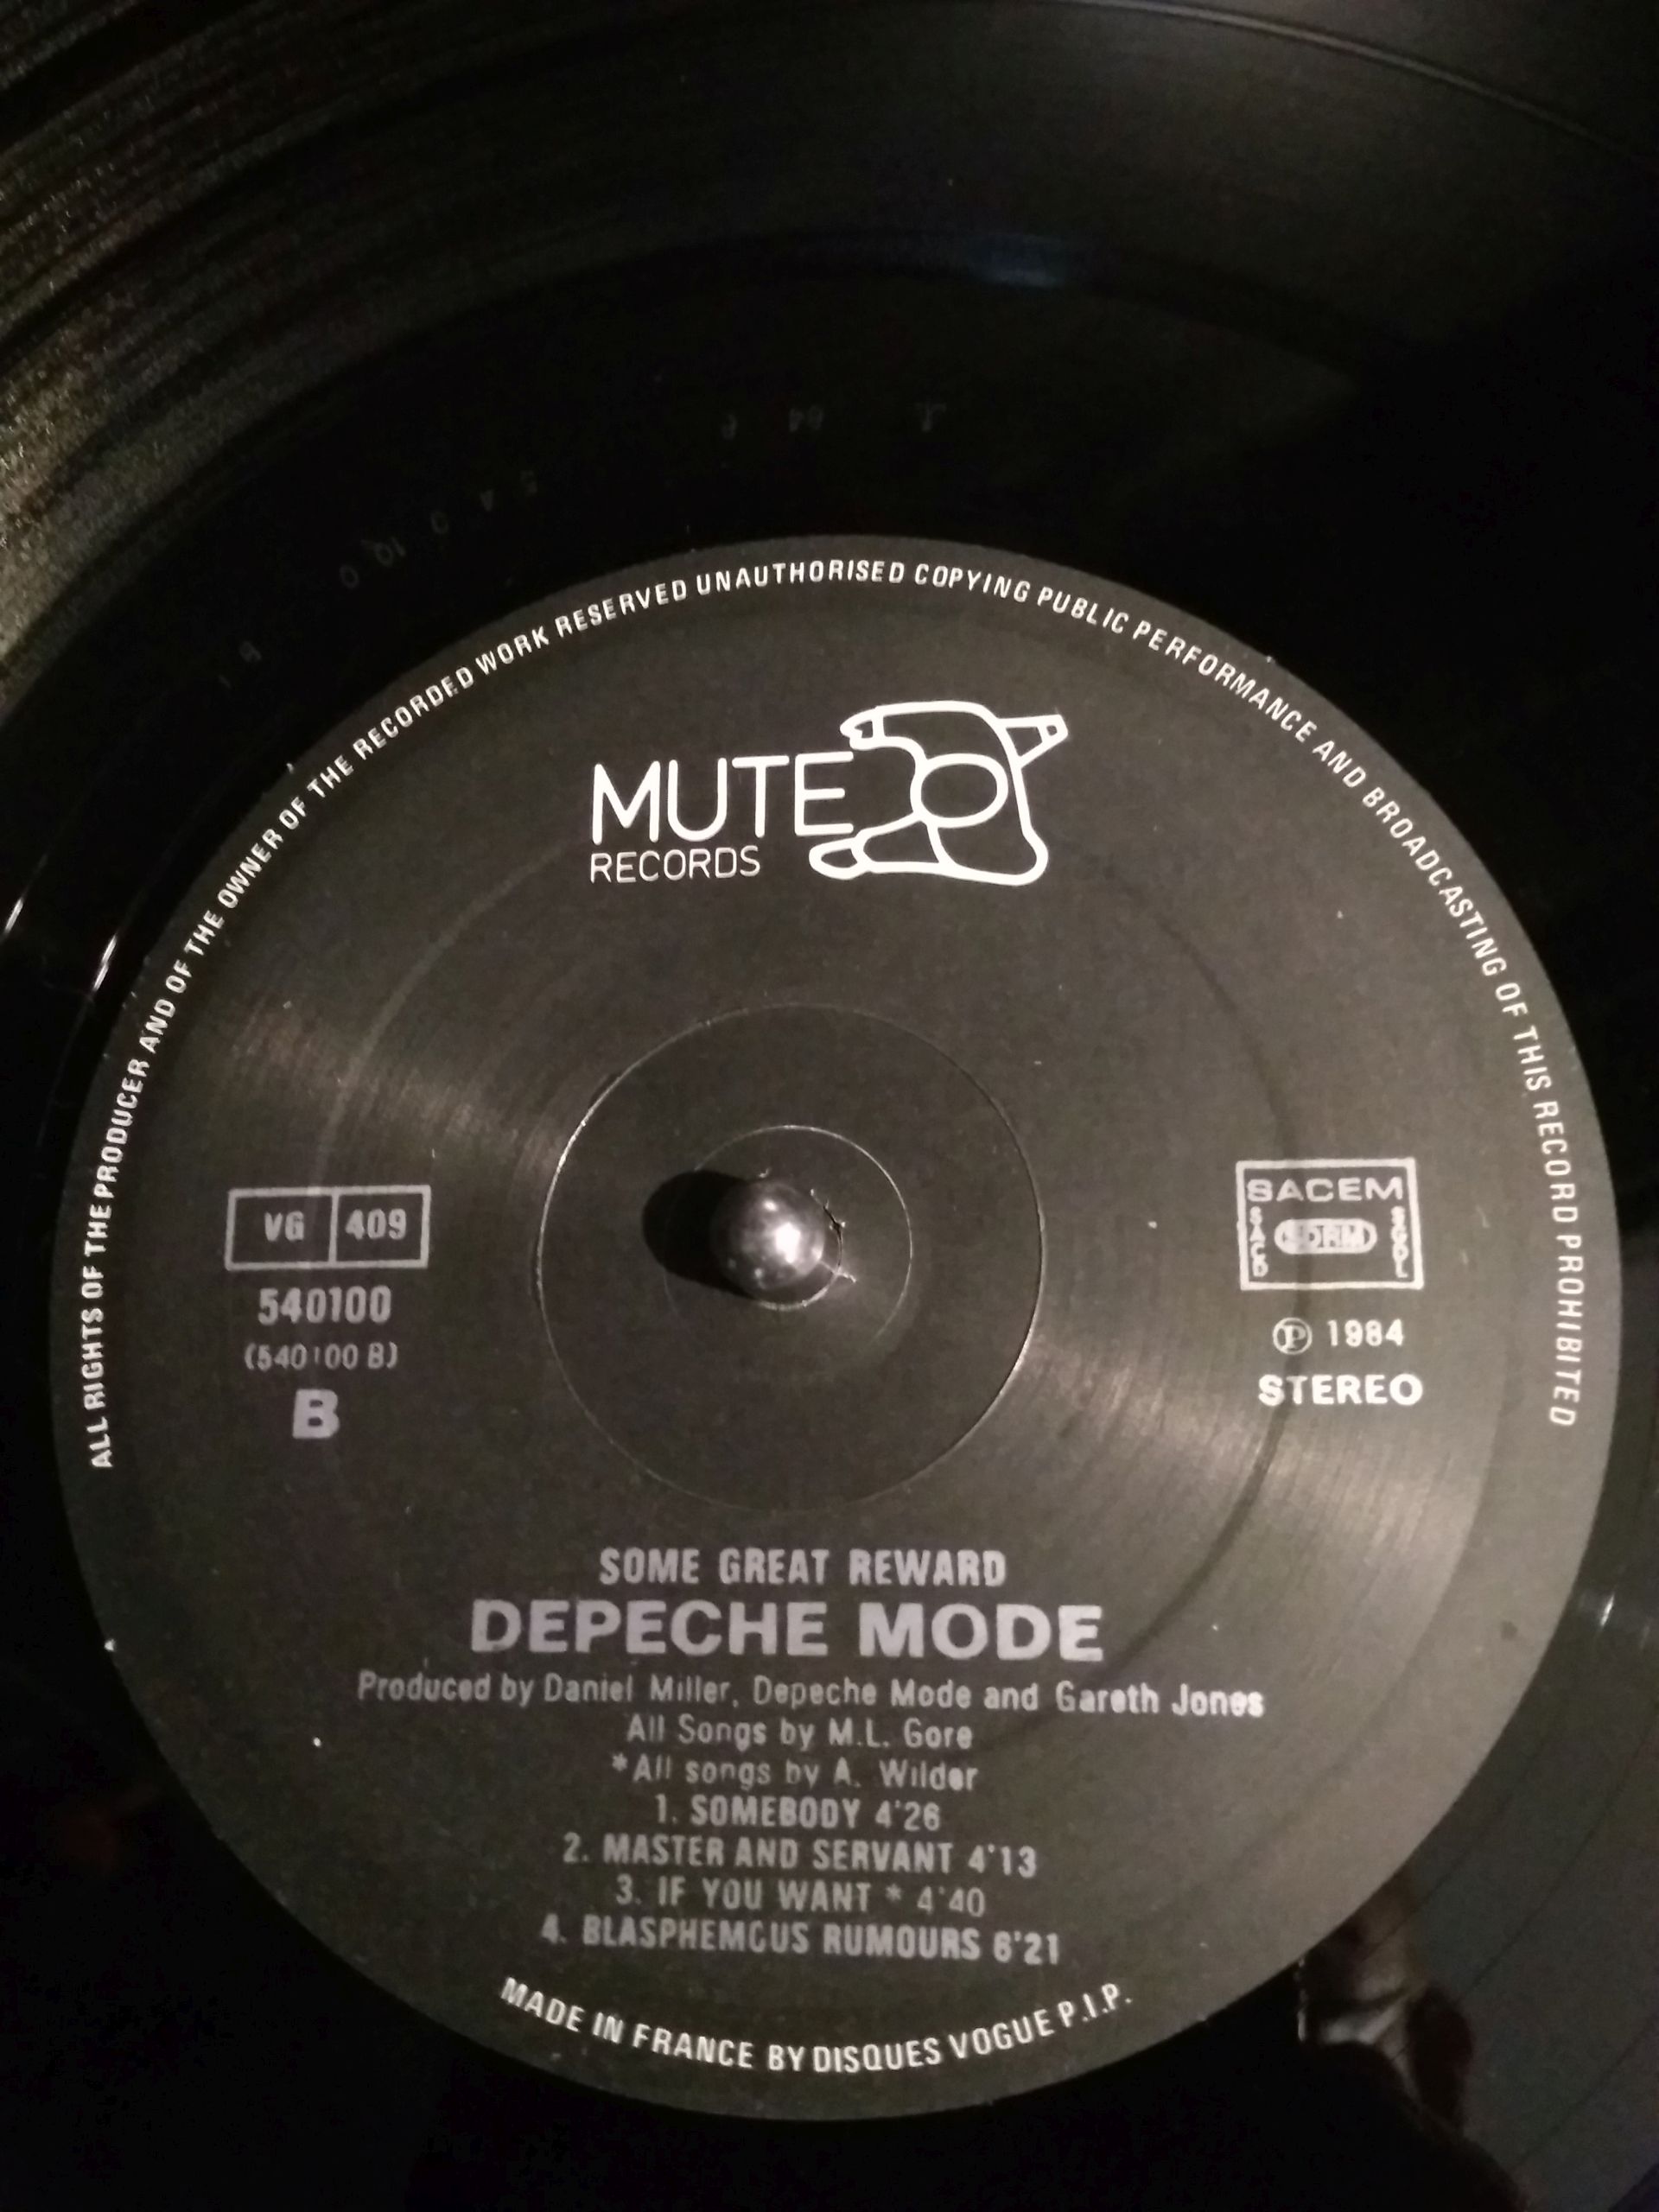 ALL RIGHTS OF THE PRODUCER AND OF THE OWNER OF THE RECORDED WORK RESERVED UNAUTHORISED COPYING PUBLIC PERFORMANCE AND BROADCASTING OF THIS RECORD PROHIBITED
MUTE
RECORDS
VG 409
540100
(540100 B)
B
SACEM
SACD SDRM SGDL
Ⓟ 1984
STEREO
SOME GREAT REWARD
DEPECHE MODE
Produced by Daniel Miller, Depeche Mode and Gareth Jones
All Songs by M.L. Gore
*All songs by A. Wilder
1. SOMEBODY 4'26
2. MASTER AND SERVANT 4'13
3. IF YOU WANT * 4'40
4. BLASPHEMOUS RUMOURS 6'21
MADE IN FRANCE BY DISQUES VOGUE P.I.P.